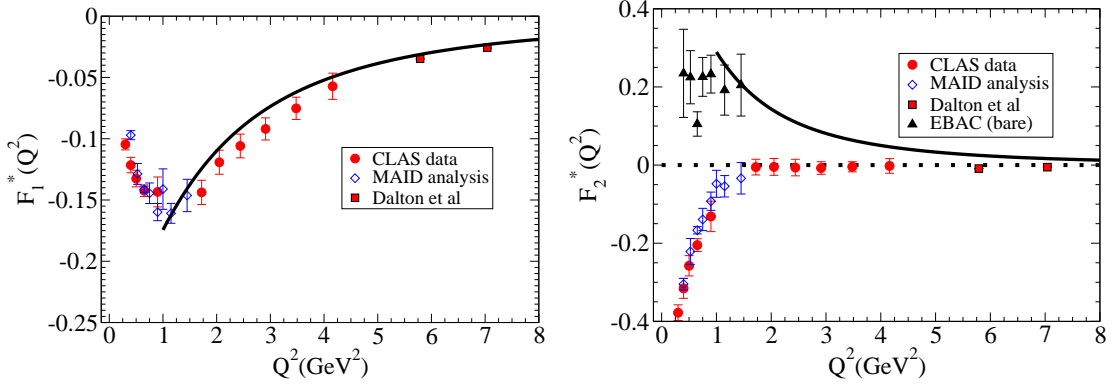 0
-0.05
-0.1
-0.15
-0.2
-0.25
F₁*(Q²)
CLAS data
MAID analysis
Dalton et al
0 1 2 3 4 5 6 7 8
Q²(GeV²)
0.4
0.2
0
-0.2
-0.4
F₂*(Q²)
CLAS data
MAID analysis
Dalton et al
EBAC (bare)
0 1 2 3 4 5 6 7 8
Q²(GeV²)